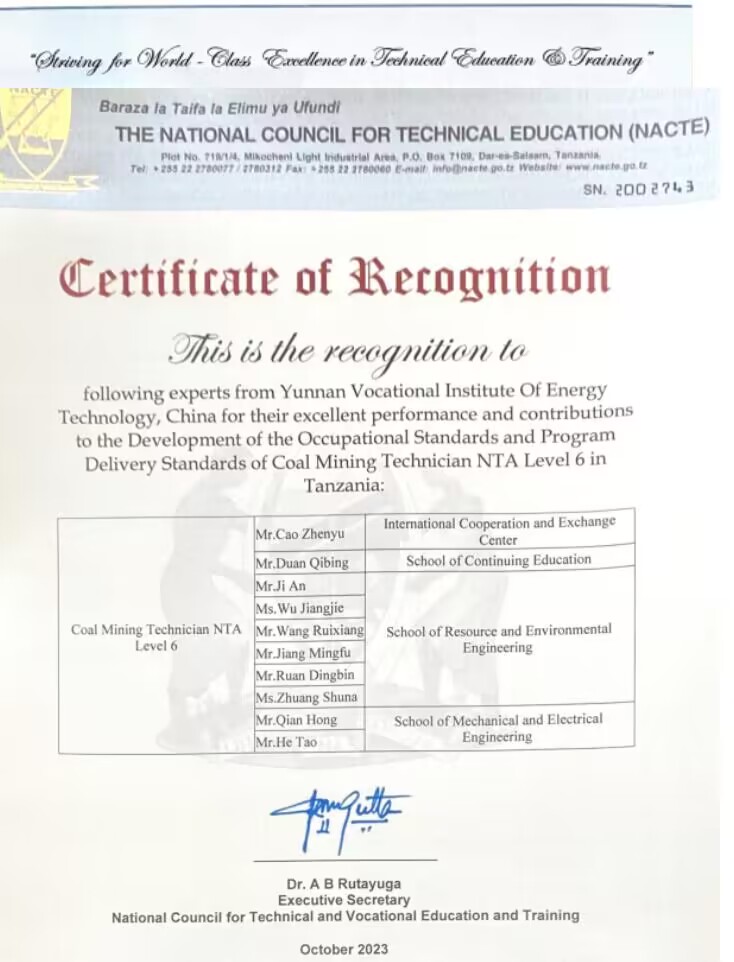 "Striving for World - Class Excellence in Technical Education & Training"
NACTE
Baraza la Taifa la Elimu ya Ufundi
THE NATIONAL COUNCIL FOR TECHNICAL EDUCATION (NACTE)
Plot No. 719/1/4, Mikocheni Light Industrial Area, P.O. Box 7109, Dar-es-Salaam, Tanzania
Tel: +255 22 2780077 / 2780312 Fax: +255 22 2780060 E-mail: info@nacte.go.tz Website: www.nacte.go.tz
SN. 2002743
Certificate of Recognition
This is the recognition to
following experts from Yunnan Vocational Institute Of Energy
Technology, China for their excellent performance and contributions
to the Development of the Occupational Standards and Program
Delivery Standards of Coal Mining Technician NTA Level 6 in
Tanzania:
Coal Mining Technician NTA
Level 6
Mr.Cao Zhenyu
International Cooperation and Exchange
Center
Mr.Duan Qibing
School of Continuing Education
Mr.Ji An
Ms.Wu Jiangjie
Mr.Wang Ruixiang
Mr.Jiang Mingfu
Mr.Ruan Dingbin
Ms.Zhuang Shuna
School of Resource and Environmental
Engineering
Mr.Qian Hong
Mr.He Tao
School of Mechanical and Electrical
Engineering
Dr. A B Rutayuga
Executive Secretary
National Council for Technical and Vocational Education and Training
October 2023